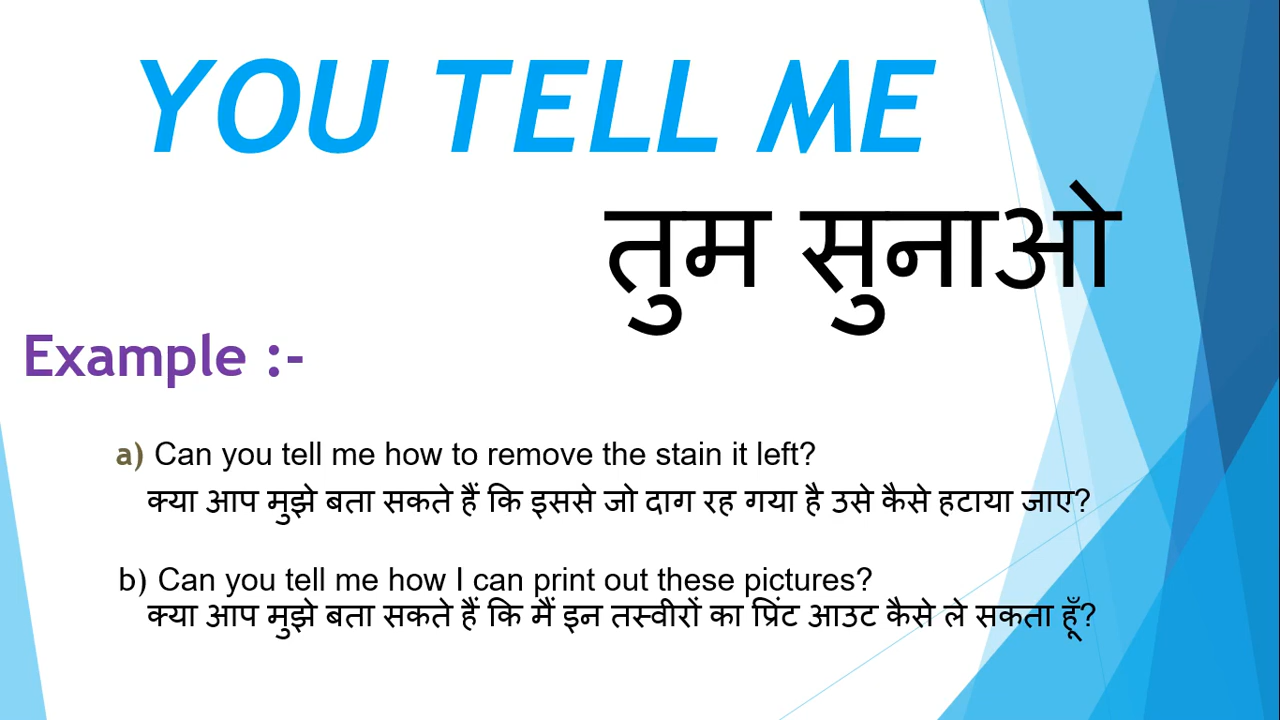 YOU TELL ME
तुम सुनाओ
Example :-
a) Can you tell me how to remove the stain it left?
क्या आप मुझे बता सकते हैं कि इससे जो दाग रह गया है उसे कैसे हटाया जाए?
b) Can you tell me how I can print out these pictures?
क्या आप मुझे बता सकते हैं कि मैं इन तस्वीरों का प्रिंट आउट कैसे ले सकता हूँ?